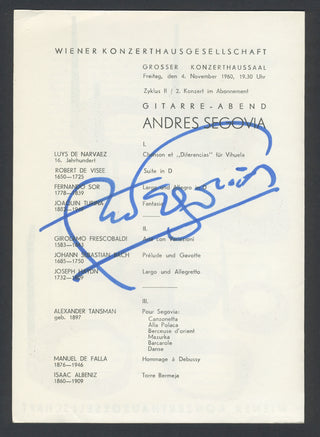 WIENER KONZERTHAUSGESELLSCHAFT
GROSSER KONZERTHAUSSAAL
Freitag, den 4. November 1960, 19.30 Uhr
Zyklus II / 2. Konzert im Abonnement
GITARRE-ABEND
ANDRES SEGOVIA
I.
LUYS DE NARVAEZ Chanson et „Diferencias" für Vihuela
16. Jahrhundert
ROBERT DE VISEE Suite in D
1650—1725
FERNANDO SOR Largo und Allegro
1778—1839
JOAQUIN TURINA Fantasie
II.
GIROLAMO FRESCOBALDI Aria con Variazioni
JOHANN SEBASTIAN BACH Prélude und Gavotte
1685—1750
JOSEPH HAYDN Largo und Allegretto
III.
ALEXANDER TANSMAN Pour Segovia:
geb. 1897 Canzonetta
Alla Polaca
Berceuse d'orient
Mazurka
Barcarole
Danse
MANUEL DE FALLA Hommage à Debussy
1876—1946
ISAAC ALBENIZ Torre Bermeja
1860—1909